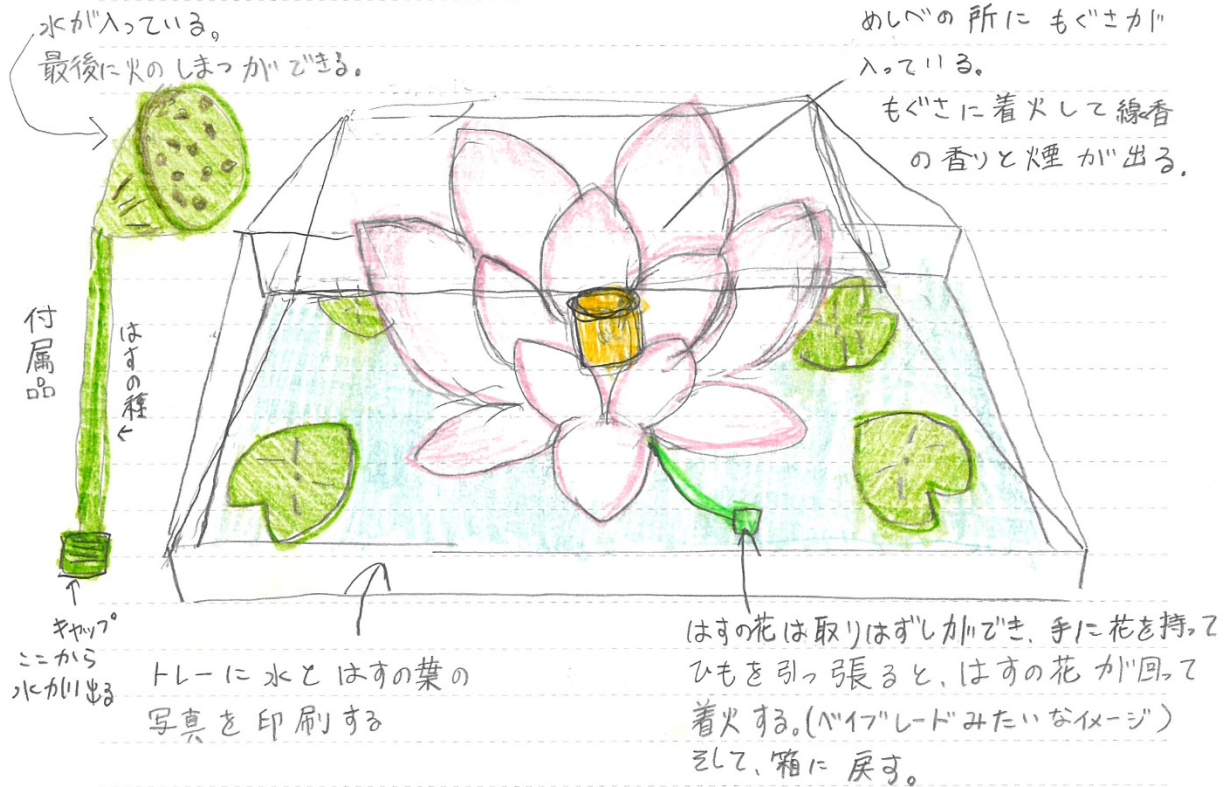 水が入っている。
最後に火のしまつができる。
めしべの所にもぐさが
入っている。
もぐさに着火して線香
の香りと煙が出る。
付属品
はすの種
キャップ
ここから
水が出る
トレーに水とはすの葉の
写真を印刷する
はすの花は取りはずしができ、手に花を持って
ひもを引っ張ると、はすの花が回って
着火する。(ベイブレードみたいなイメージ)
そして、箱に戻す。